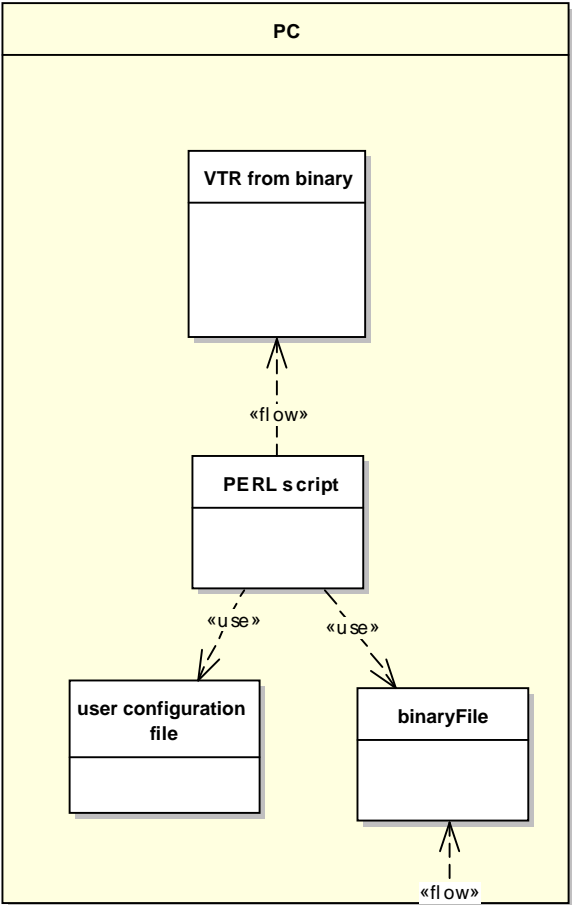 PC
VTR from binary
«flow»
PERL script
«use»
«use»
user configuration
file
binaryFile
«flow»